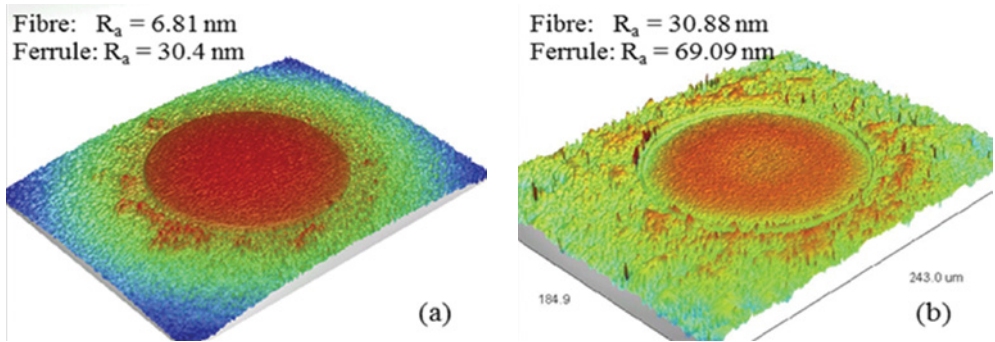 Fibre: Ra = 6.81 nm
Ferrule: Ra = 30.4 nm
(a)
Fibre: Ra = 30.88 nm
Ferrule: Ra = 69.09 nm
184.9
243.0 um
(b)